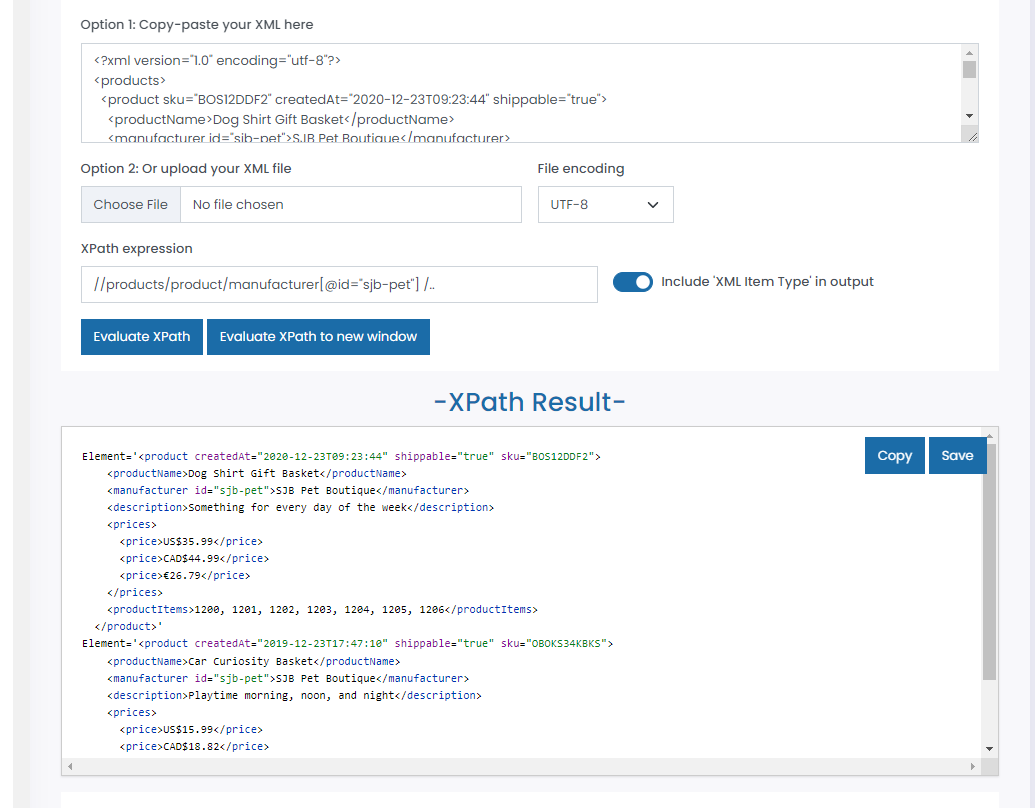 Option 1: Copy-paste your XML here
<?xml version="1.0" encoding="utf-8"?>
<products>
<product sku="BOS12DDF2" createdAt="2020-12-23T09:23:44" shippable="true">
<productName>Dog Shirt Gift Basket</productName>
<manufacturer id="sjb-pet">SJB Pet Boutique</manufacturer>
Option 2: Or upload your XML file
File encoding
Choose File
No file chosen
UTF-8
XPath expression
//products/product/manufacturer[@id="sjb-pet"] /..
Include 'XML Item Type' in output
Evaluate XPath
Evaluate XPath to new window
-XPath Result-
Copy
Save
Element='<product createdAt="2020-12-23T09:23:44" shippable="true" sku="BOS12DDF2">
<productName>Dog Shirt Gift Basket</productName>
<manufacturer id="sjb-pet">SJB Pet Boutique</manufacturer>
<description>Something for every day of the week</description>
<prices>
<price>US$35.99</price>
<price>CAD$44.99</price>
<price>€26.79</price>
</prices>
<productItems>1200, 1201, 1202, 1203, 1204, 1205, 1206</productItems>
</product>'
Element='<product createdAt="2019-12-23T17:47:10" shippable="true" sku="OBOKS34KBKS">
<productName>Car Curiosity Basket</productName>
<manufacturer id="sjb-pet">SJB Pet Boutique</manufacturer>
<description>Playtime morning, noon, and night</description>
<prices>
<price>US$15.99</price>
<price>CAD$18.82</price>